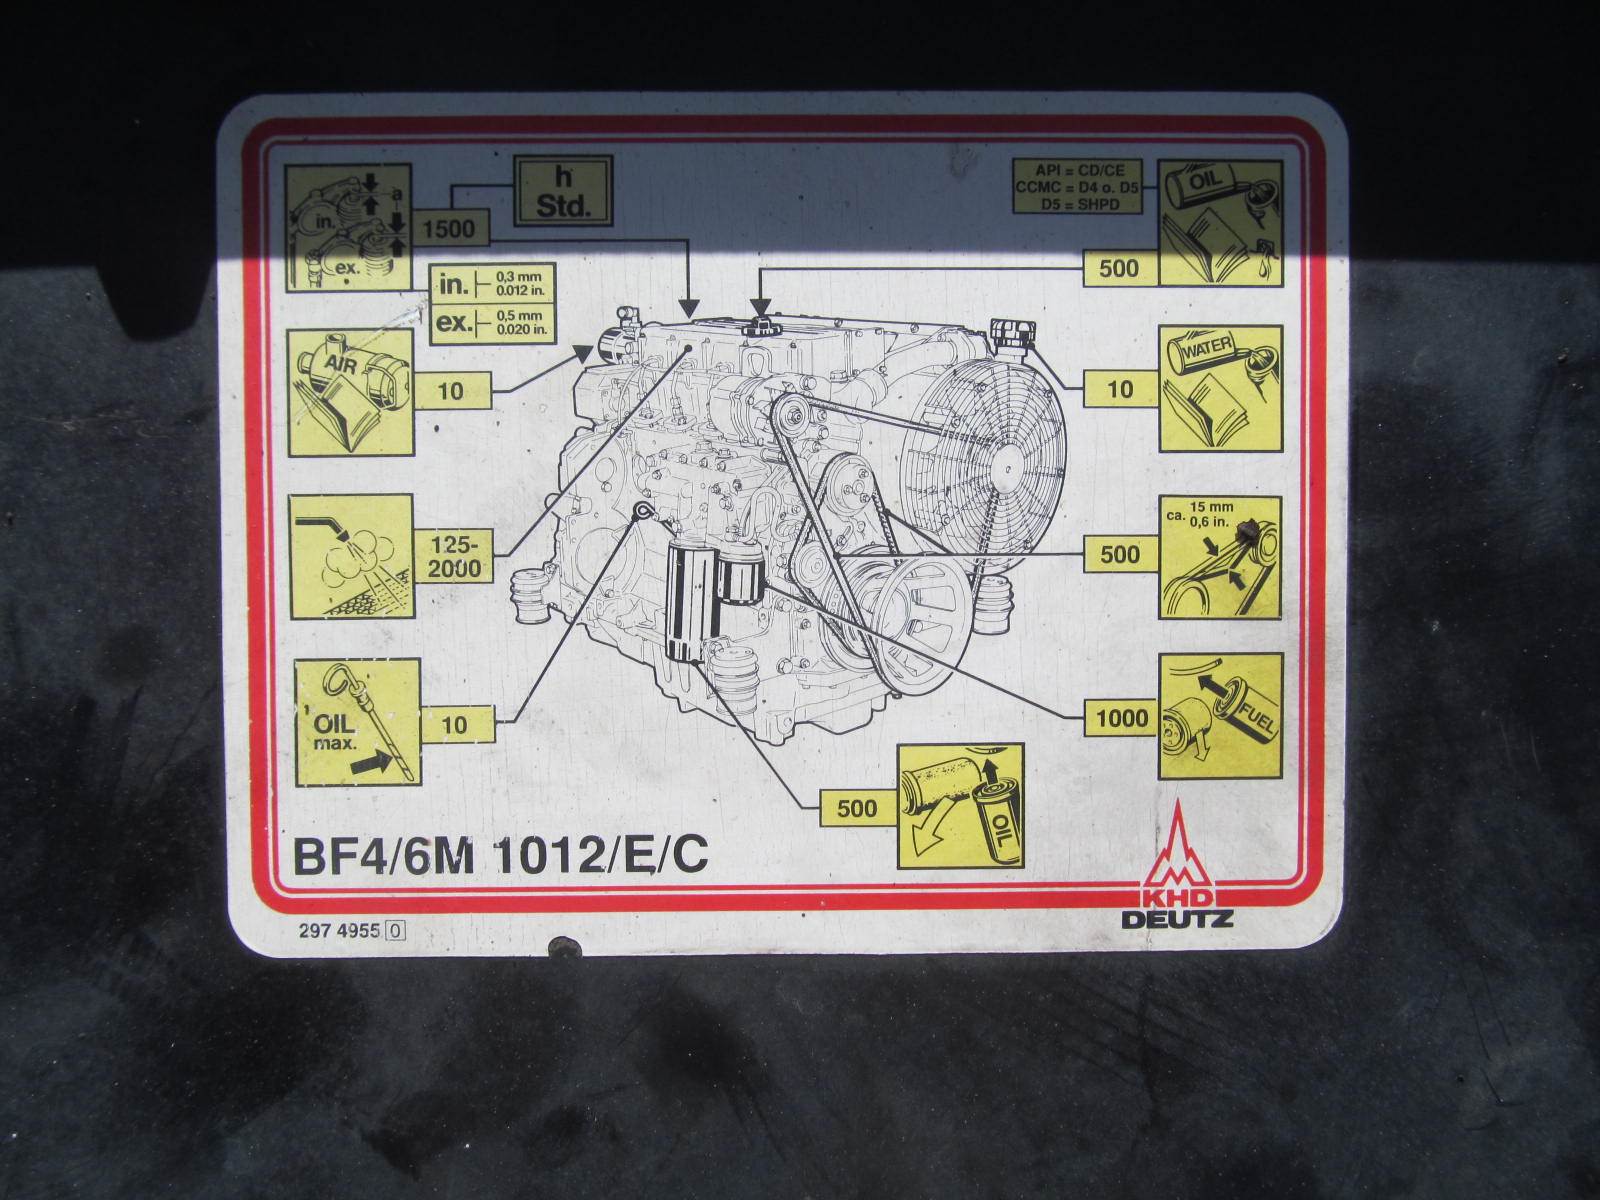 h
Std.
API = CD/CE
CCMC = D4 o. D5
D5 = SHPD
OIL
a
in.
ex.
1500
500
in. 0,3 mm
0.012 in.
ex. 0,5 mm
0.020 in.
AIR
10
WATER
10
125-
2000
15 mm
ca. 0,6 in.
500
OIL
max.
10
FUEL
1000
OIL
500
BF4/6M 1012/E/C
KHD
DEUTZ
297 4955 0